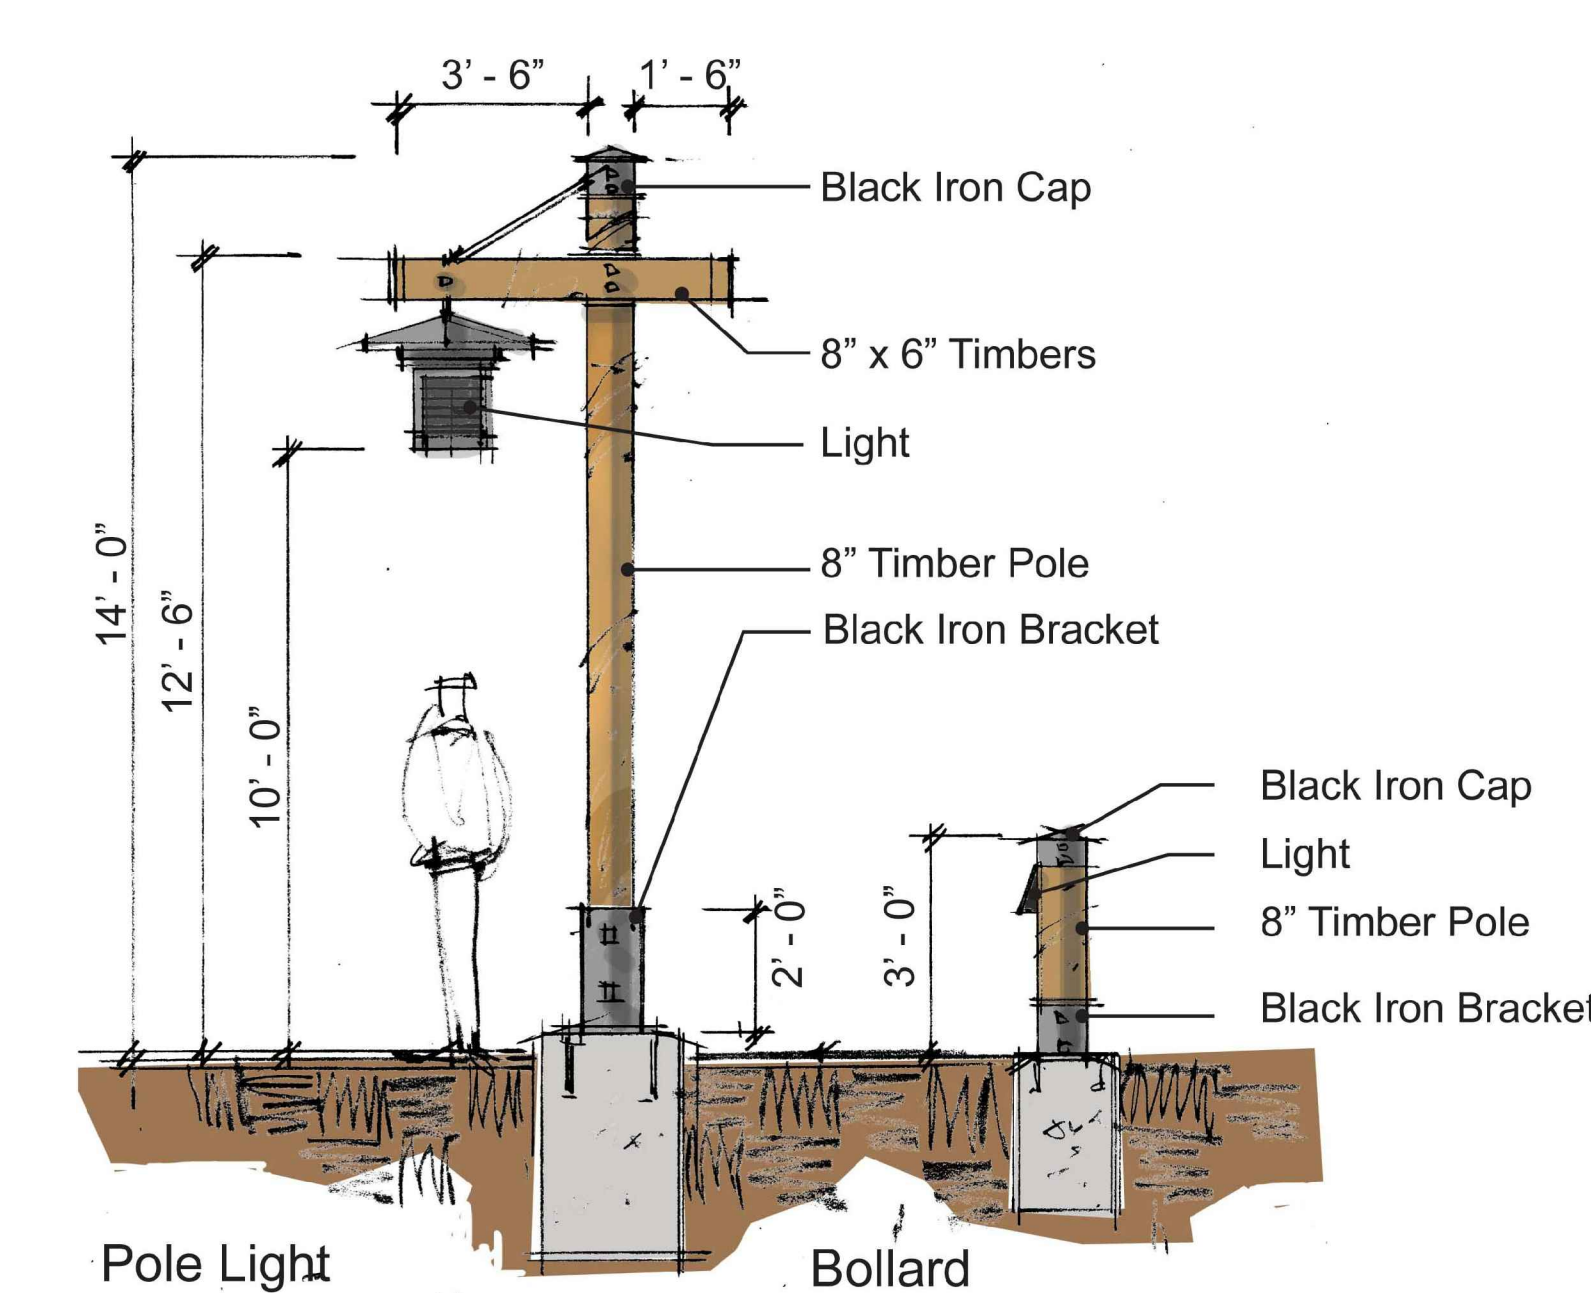 3’ - 6”
1’ - 6”
Black Iron Cap
8” x 6” Timbers
Light
8” Timber Pole
Black Iron Bracket
14’ - 0”
12’ - 6”
10’ - 0”
2’ - 0”
3’ - 0”
Black Iron Cap
Light
8” Timber Pole
Black Iron Bracket
Pole Light
Bollard